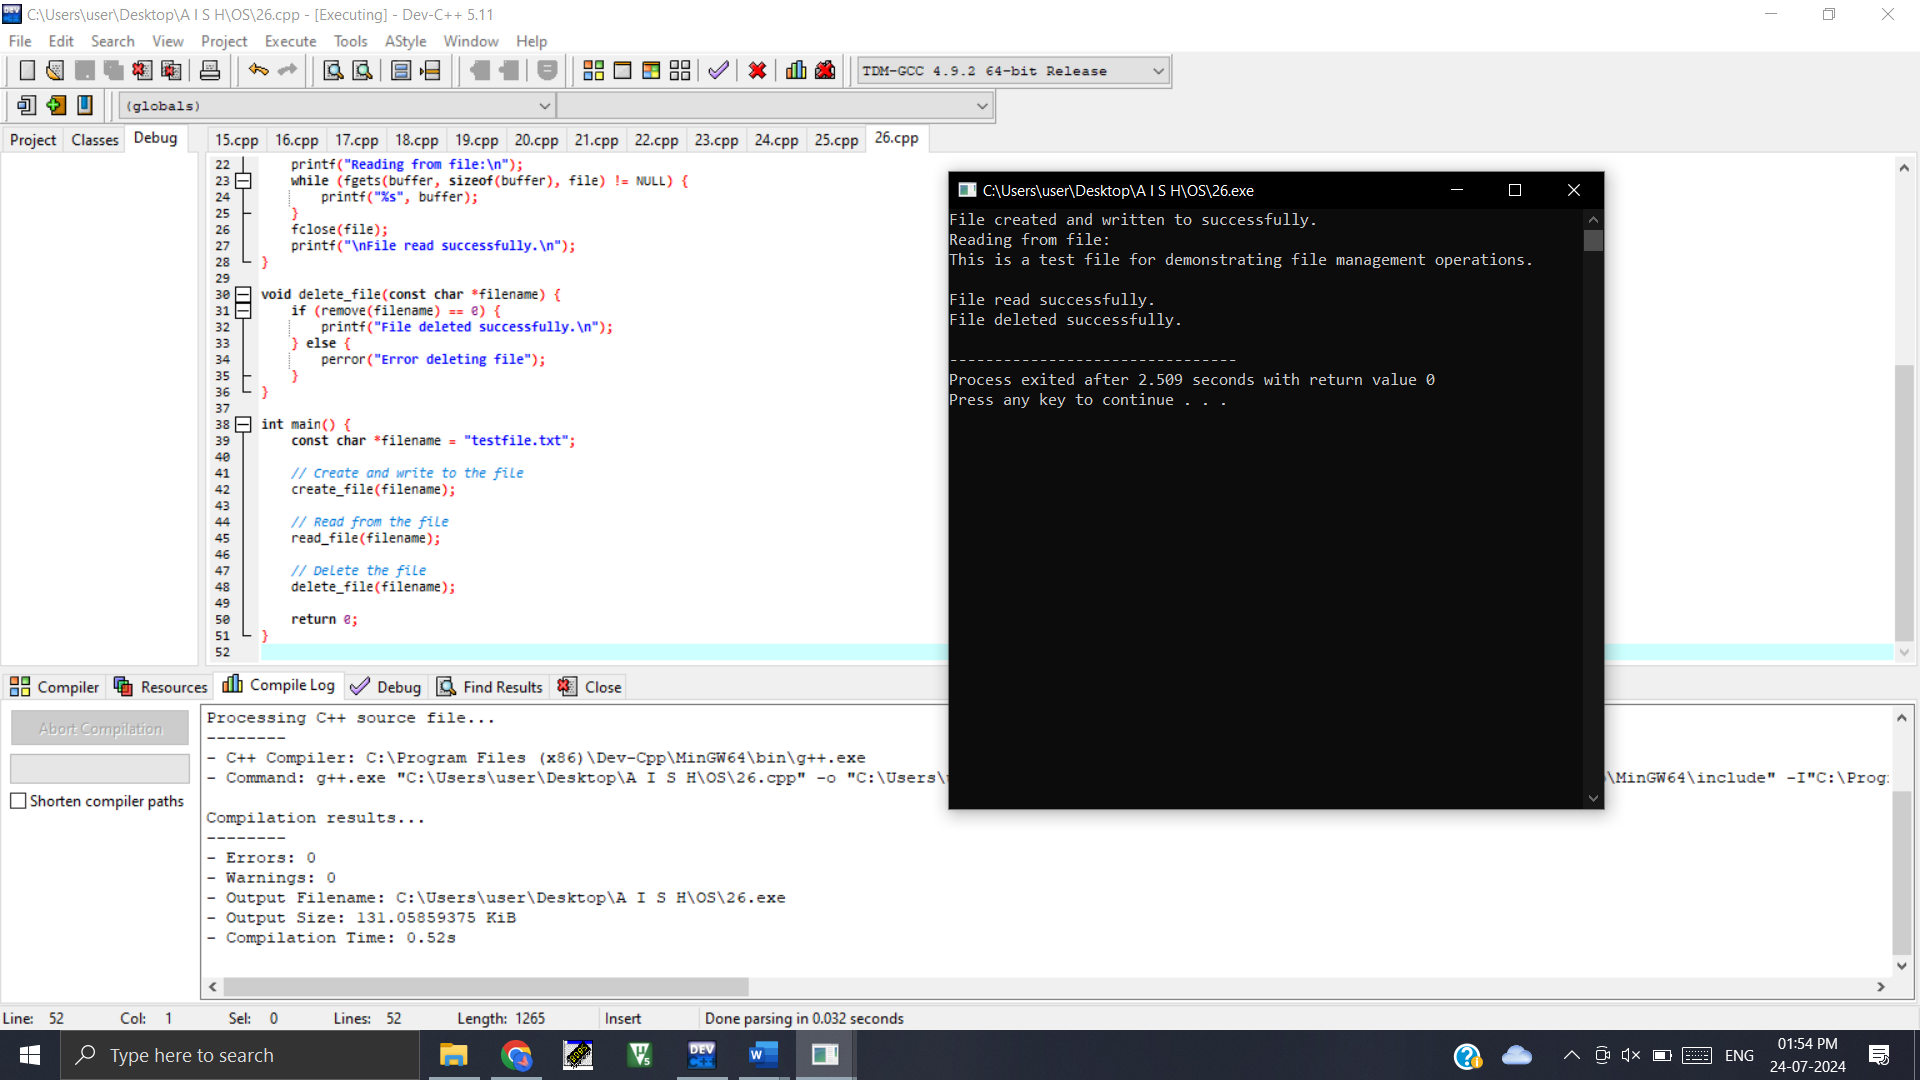 C:\Users\user\Desktop\A I S H\OS\26.cpp - [Executing] - Dev-C++ 5.11
File Edit Search View Project Execute Tools AStyle Window Help
TDM-GCC 4.9.2 64-bit Release
(globals)
Project Classes Debug
15.cpp 16.cpp 17.cpp 18.cpp 19.cpp 20.cpp 21.cpp 22.cpp 23.cpp 24.cpp 25.cpp 26.cpp
22 printf("Reading from file:\n");
23 while (fgets(buffer, sizeof(buffer), file) != NULL) {
24 printf("%s", buffer);
25 }
26 fclose(file);
27 printf("\nFile read successfully.\n");
28 }
29
30 void delete_file(const char *filename) {
31 if (remove(filename) == 0) {
32 printf("File deleted successfully.\n");
33 } else {
34 perror("Error deleting file");
35 }
36 }
37
38 int main() {
39 const char *filename = "testfile.txt";
40
41 // Create and write to the file
42 create_file(filename);
43
44 // Read from the file
45 read_file(filename);
46
47 // Delete the file
48 delete_file(filename);
49
50 return 0;
51 }
52
C:\Users\user\Desktop\A I S H\OS\26.exe
File created and written to successfully.
Reading from file:
This is a test file for demonstrating file management operations.
File read successfully.
File deleted successfully.
--------------------------------
Process exited after 2.509 seconds with return value 0
Press any key to continue . . .
Compiler Resources Compile Log Debug Find Results Close
Abort Compilation
Shorten compiler paths
Processing C++ source file...
--------
- C++ Compiler: C:\Program Files (x86)\Dev-Cpp\MinGW64\bin\g++.exe
- Command: g++.exe "C:\Users\user\Desktop\A I S H\OS\26.cpp" -o "C:\Users\ \MinGW64\include" -I"C:\Prog
Compilation results...
--------
- Errors: 0
- Warnings: 0
- Output Filename: C:\Users\user\Desktop\A I S H\OS\26.exe
- Output Size: 131.05859375 KiB
- Compilation Time: 0.52s
Line: 52 Col: 1 Sel: 0 Lines: 52 Length: 1265 Insert Done parsing in 0.032 seconds
Type here to search
ENG
01:54 PM
24-07-2024